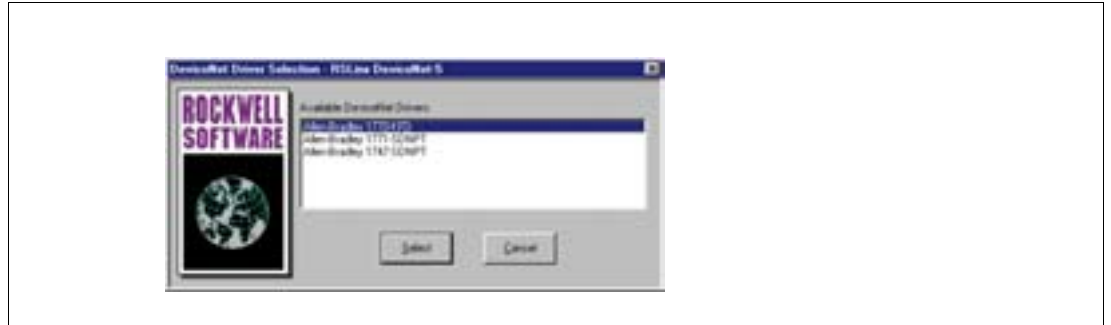 DeviceNet Driver Selection - RSLinx DeviceNet-5
ROCKWELL
SOFTWARE
Available DeviceNet Drivers
Allen-Bradley 1770-KFD
Allen-Bradley 1771-SDNPT
Allen-Bradley 1747-SDNPT
Select
Cancel